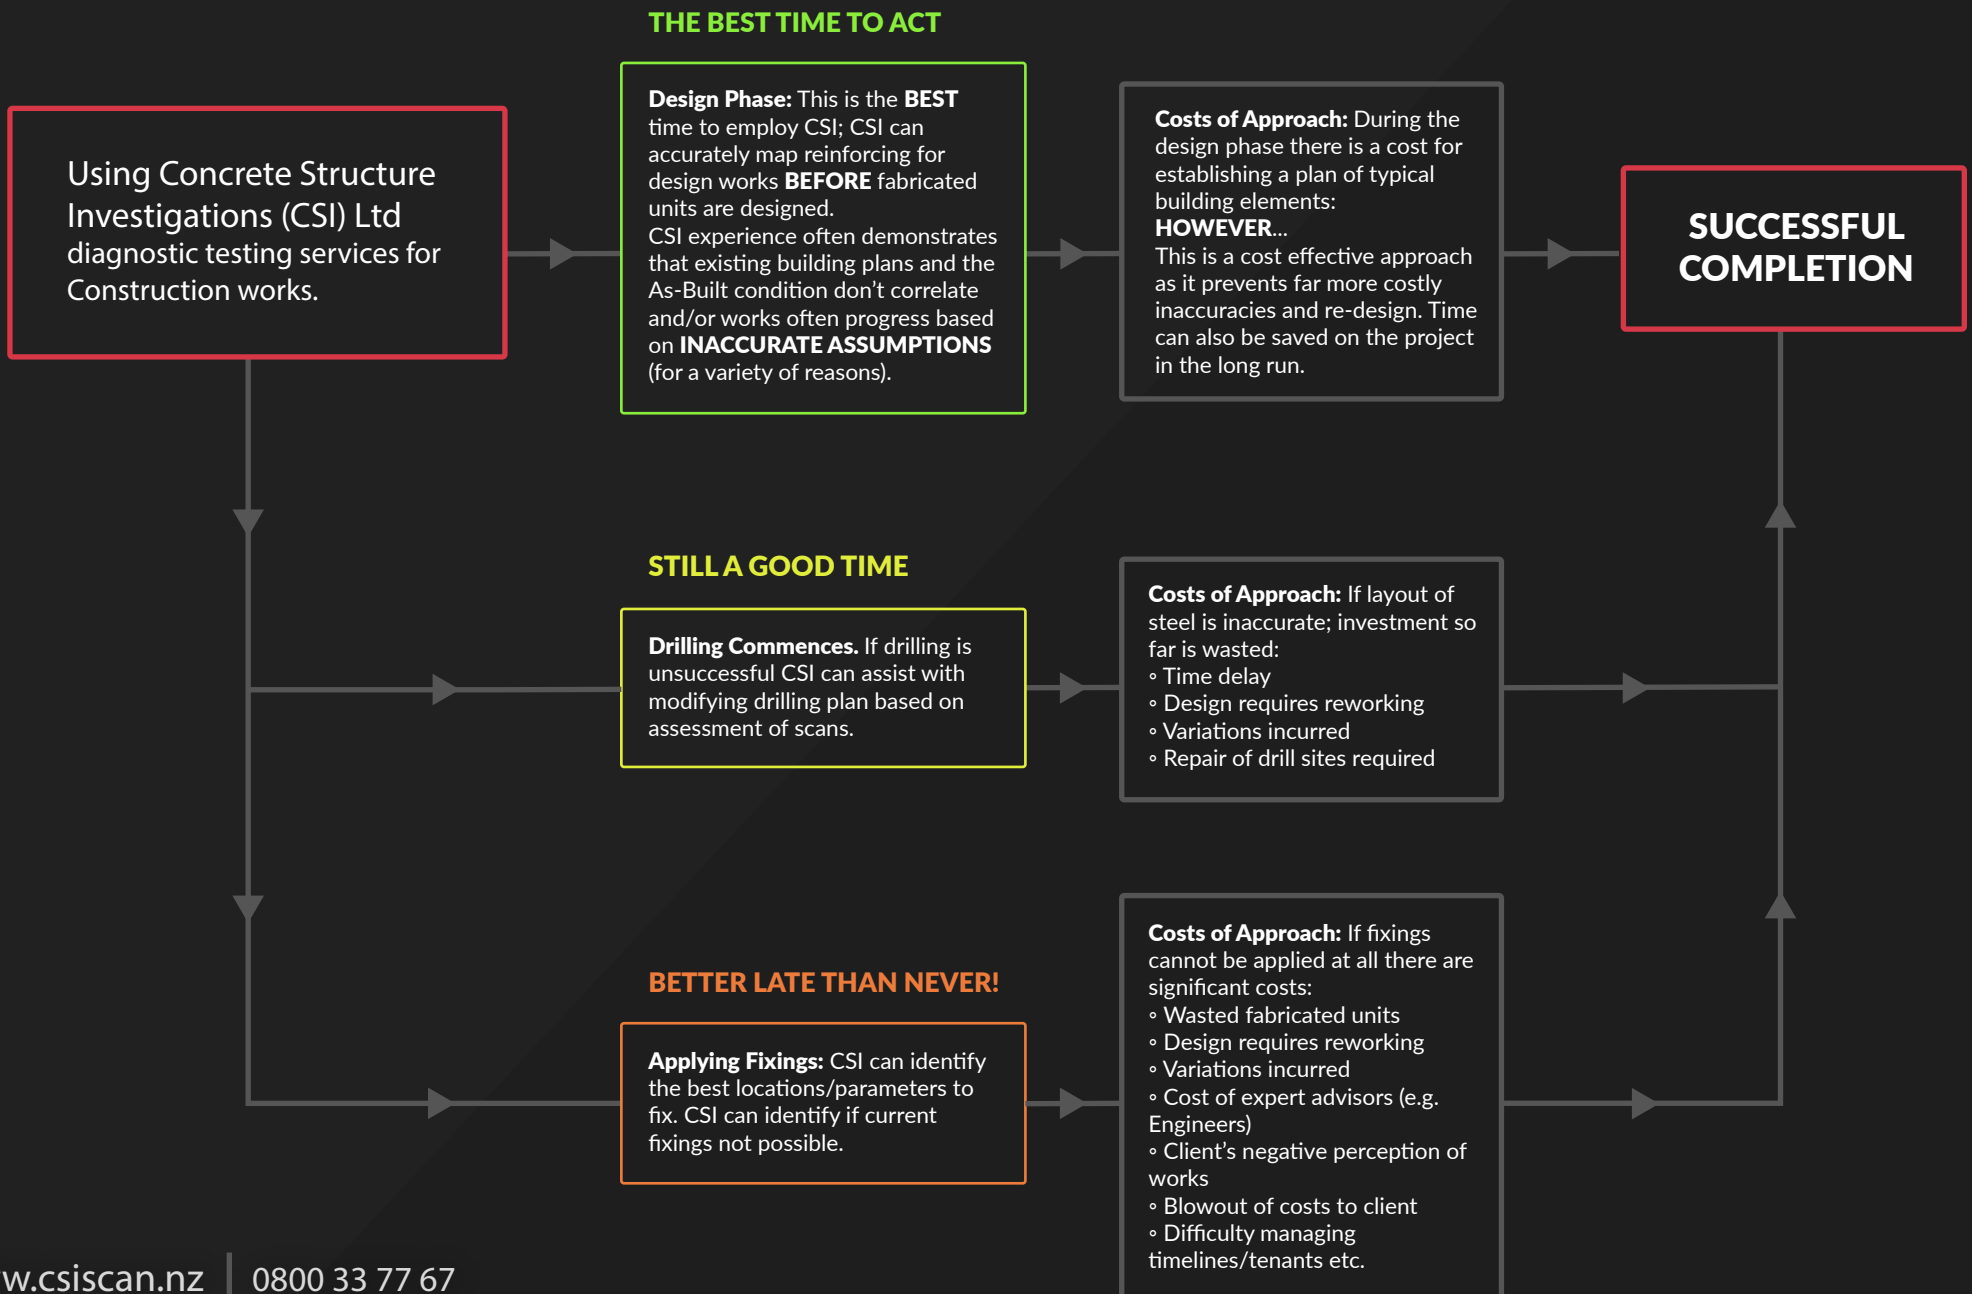 THE BEST TIME TO ACT
Using Concrete Structure
Investigations (CSI) Ltd
diagnostic testing services for
Construction works.
Design Phase: This is the BEST
time to employ CSI; CSI can
accurately map reinforcing for
design works BEFORE fabricated
units are designed.
CSI experience often demonstrates
that existing building plans and the
As-Built condition don't correlate
and/or works often progress based
on INACCURATE ASSUMPTIONS
(for a variety of reasons).
Costs of Approach: During the
design phase there is a cost for
establishing a plan of typical
building elements:
HOWEVER...
This is a cost effective approach
as it prevents far more costly
inaccuracies and re-design. Time
can also be saved on the project
in the long run.
SUCCESSFUL
COMPLETION
STILL A GOOD TIME
Drilling Commences. If drilling is
unsuccessful CSI can assist with
modifying drilling plan based on
assessment of scans.
Costs of Approach: If layout of
steel is inaccurate; investment so
far is wasted:
◦ Time delay
◦ Design requires reworking
◦ Variations incurred
◦ Repair of drill sites required
BETTER LATE THAN NEVER!
Applying Fixings: CSI can identify
the best locations/parameters to
fix. CSI can identify if current
fixings not possible.
Costs of Approach: If fixings
cannot be applied at all there are
significant costs:
◦ Wasted fabricated units
◦ Design requires reworking
◦ Variations incurred
◦ Cost of expert advisors (e.g.
Engineers)
◦ Client's negative perception of
works
◦ Blowout of costs to client
◦ Difficulty managing
timelines/tenants etc.
w.csiscan.nz | 0800 33 77 67